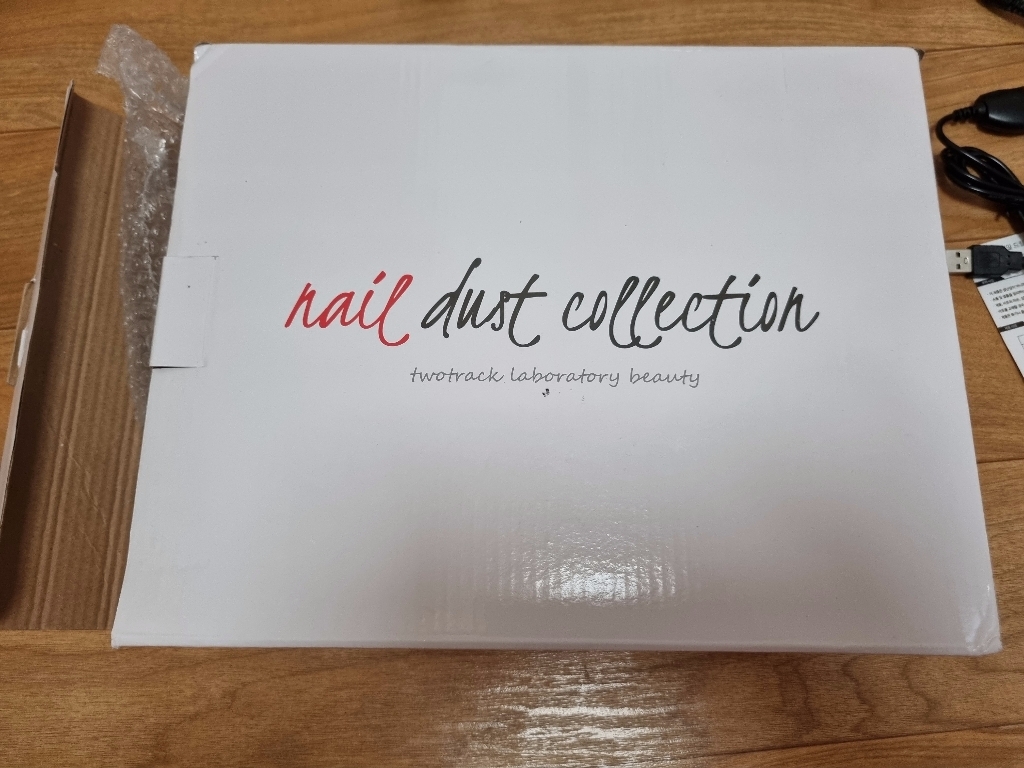 nail dust collection
twotrack laboratory beauty